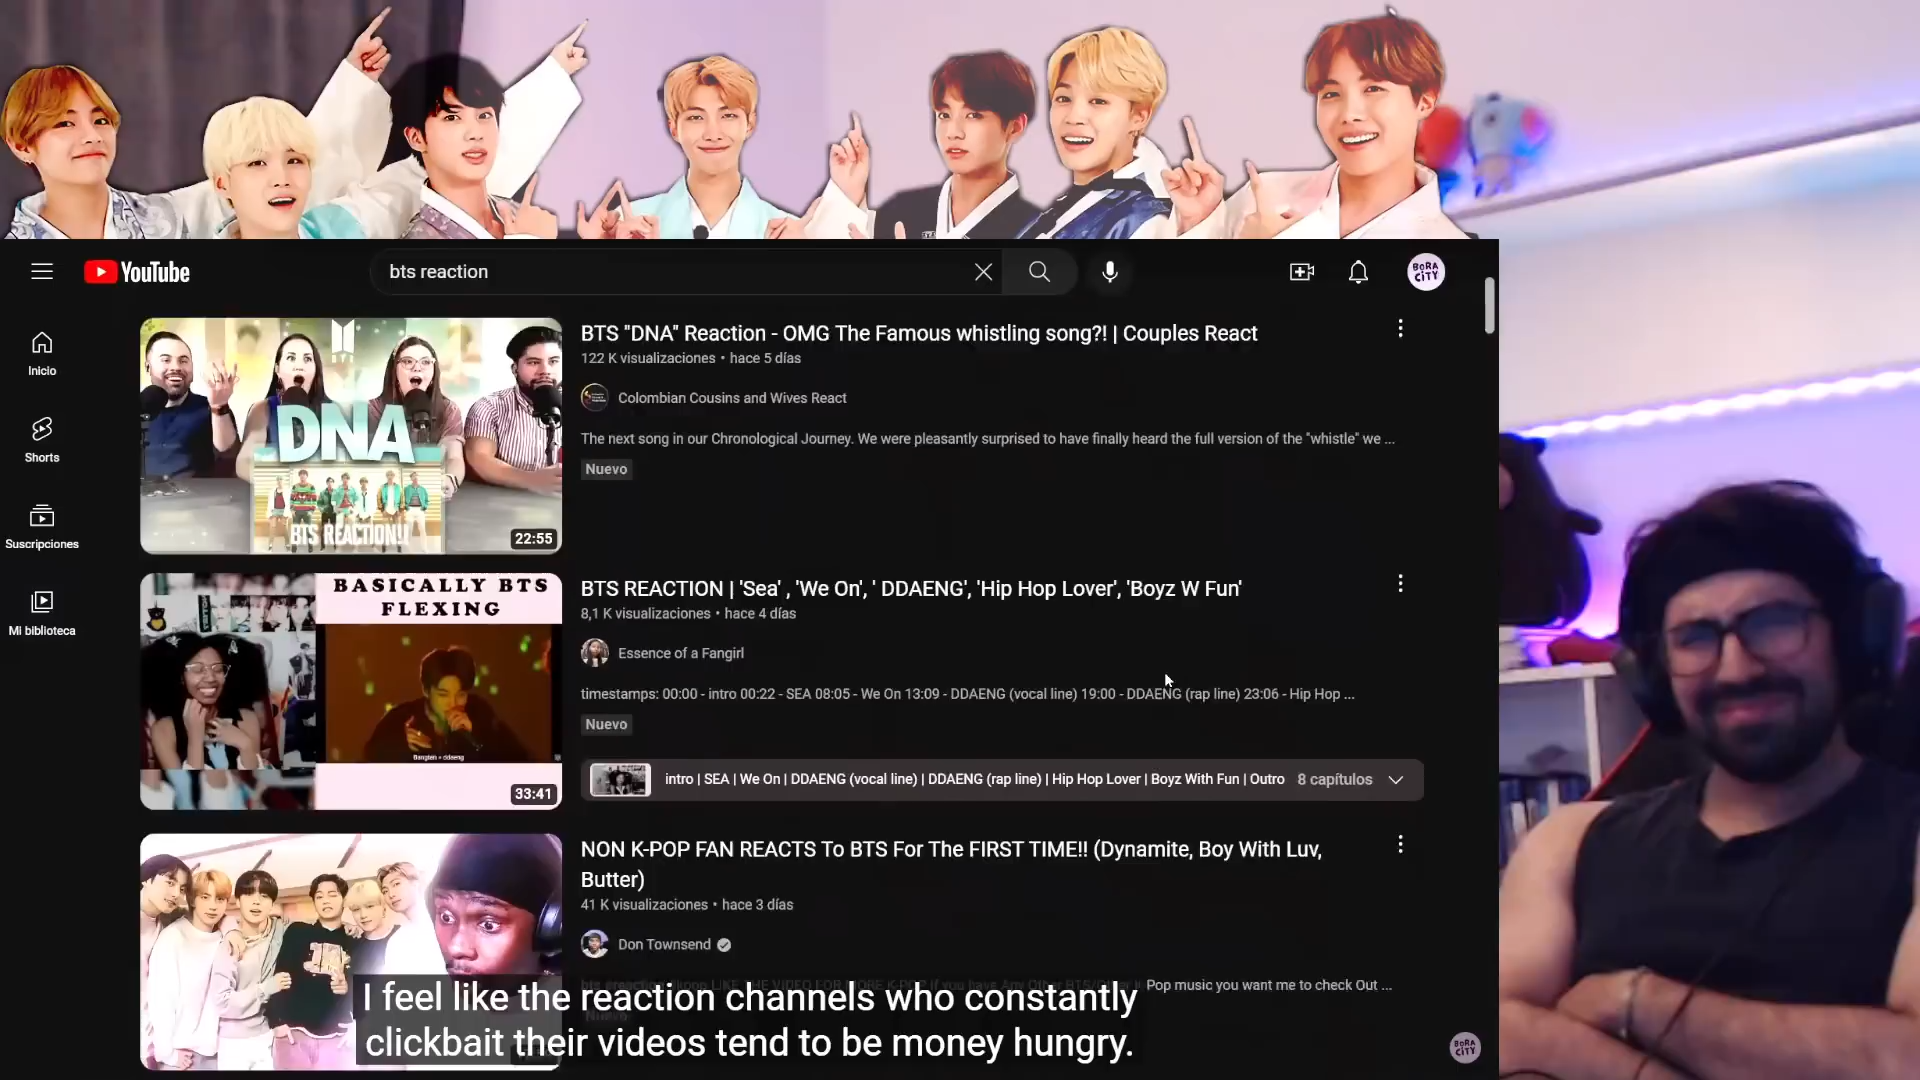 YouTube
bts reaction
BORA
CITY
Inicio
Shorts
Suscripciones
Mi biblioteca
BTS
DNA
BTS REACTION!!
22:55
BTS "DNA" Reaction - OMG The Famous whistling song?! | Couples React
122 K visualizaciones • hace 5 días
Colombian Cousins and Wives React
The next song in our Chronological Journey. We were pleasantly surprised to have finally heard the full version of the "whistle" we ...
Nuevo
BASICALLY BTS
FLEXING
Bangtan = ddaeng
33:41
BTS REACTION | 'Sea' , 'We On', ' DDAENG', 'Hip Hop Lover', 'Boyz W Fun'
8,1 K visualizaciones • hace 4 días
Essence of a Fangirl
timestamps: 00:00 - intro 00:22 - SEA 08:05 - We On 13:09 - DDAENG (vocal line) 19:00 - DDAENG (rap line) 23:06 - Hip Hop ...
Nuevo
intro | SEA | We On | DDAENG (vocal line) | DDAENG (rap line) | Hip Hop Lover | Boyz With Fun | Outro 8 capítulos
NON K-POP FAN REACTS To BTS For The FIRST TIME!! (Dynamite, Boy With Luv,
Butter)
41 K visualizaciones • hace 3 días
Don Townsend
Pop music you want me to check Out ...
Nuevo
I feel like the reaction channels who constantly
clickbait their videos tend to be money hungry.
BORA
CITY